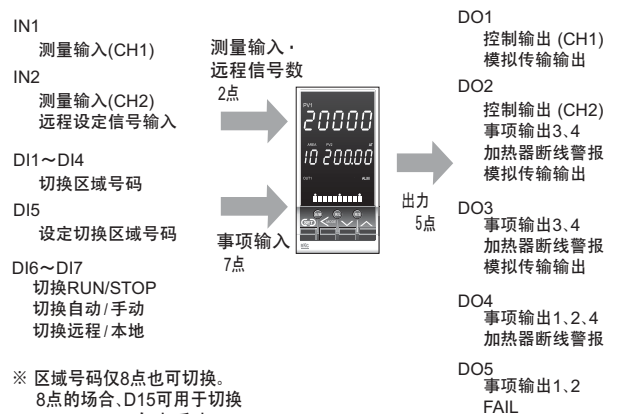 IN1
测量输入(CH1)
IN2
测量输入(CH2)
远程设定信号输入
DI1～DI4
切换区域号码
DI5
设定切换区域号码
DI6～DI7
切换RUN/STOP
切换自动/手动
切换远程/本地
※ 区域号码仅8点也可切换。
8点的场合、D15可用于切换
测量输入・
远程信号数
2点
事项输入
7点
PV1
20000
AREA PV2 AT
10 200.00
OUT1
出力
5点
DO1
控制输出 (CH1)
模拟传输输出
DO2
控制输出 (CH2)
事项输出3、4
加热器断线警报
模拟传输输出
DO3
事项输出3、4
加热器断线警报
模拟传输输出
DO4
事项输出1、2、4
加热器断线警报
DO5
事项输出1、2
FAIL